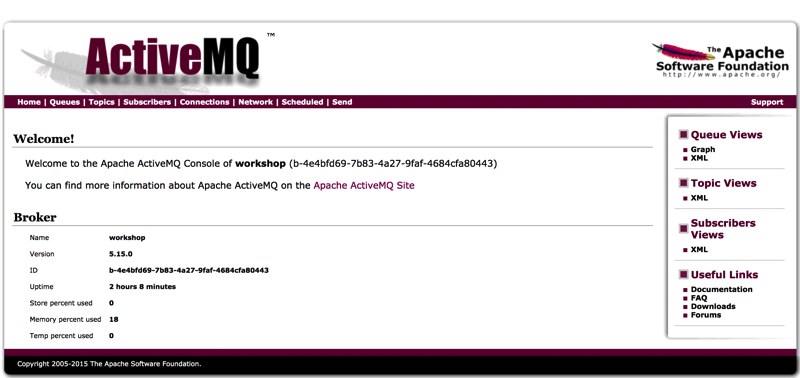 ActiveMQ ™
The Apache
Software Foundation
http://www.apache.org/
Home | Queues | Topics | Subscribers | Connections | Network | Scheduled | Send
Support
Welcome!
Welcome to the Apache ActiveMQ Console of workshop (b-4e4bfd69-7b83-4a27-9faf-4684cfa80443)
You can find more information about Apache ActiveMQ on the Apache ActiveMQ Site
Broker
Name workshop
Version 5.15.0
ID b-4e4bfd69-7b83-4a27-9faf-4684cfa80443
Uptime 2 hours 8 minutes
Store percent used 0
Memory percent used 18
Temp percent used 0
Queue Views
Graph
XML
Topic Views
XML
Subscribers
Views
XML
Useful Links
Documentation
FAQ
Downloads
Forums
Copyright 2005-2015 The Apache Software Foundation.